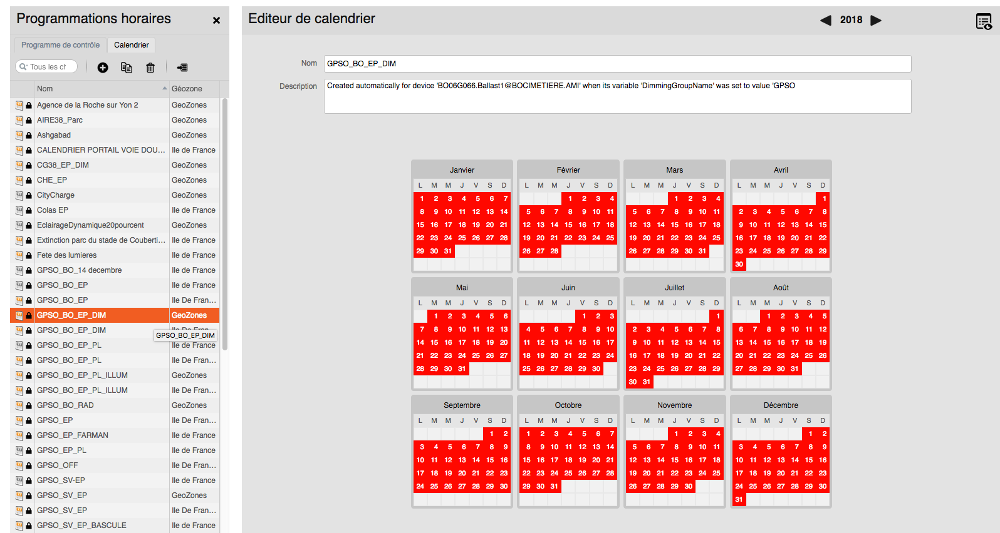 Programmations horaires
Programme de contrôle
Calendrier
Tous les ch
Nom Géozone
Agence de la Roche sur Yon 2 GeoZones
AIRE38_Parc GeoZones
Ashgabad GeoZones
CALENDRIER PORTAIL VOIE DOU... Ile de France
CG38_EP_DIM GeoZones
CHE_EP GeoZones
CityCharge GeoZones
Colas EP Ile de France
EclairageDynamique20pourcent GeoZones
Extinction parc du stade de Couberti... Ile de France
Fete des lumieres Ile de France
GPSO_BO_14 decembre Ile de France
GPSO_BO_EP Ile de France
GPSO_BO_EP Ile De Fran...
GPSO_BO_EP_DIM GeoZones
GPSO_BO_EP_DIM Ile De Fran...
GPSO_BO_EP_DIM
GPSO_BO_EP_PL Ile de France
GPSO_BO_EP_PL Ile De Fran...
GPSO_BO_EP_PL_ILLUM GeoZones
GPSO_BO_EP_PL_ILLUM Ile De Fran...
GPSO_BO_RAD GeoZones
GPSO_EP Ile De Fran...
GPSO_EP_FARMAN Ile de France
GPSO_EP_PL Ile de France
GPSO_OFF Ile De Fran...
GPSO_SV-EP Ile de France
GPSO_SV_EP GeoZones
GPSO_SV_EP Ile De Fran...
GPSO_SV_EP_BASCULE Ile de France
Editeur de calendrier
2018
Nom GPSO_BO_EP_DIM
Description Created automatically for device 'BO06G066.Ballast1@BOCIMETIERE.AMI' when its variable 'DimmingGroupName' was set to value 'GPSO
Janvier
L M M J V S D
1 2 3 4 5 6 7
8 9 10 11 12 13 14
15 16 17 18 19 20 21
22 23 24 25 26 27 28
29 30 31
Février
L M M J V S D
1 2 3 4
5 6 7 8 9 10 11
12 13 14 15 16 17 18
19 20 21 22 23 24 25
26 27 28
Mars
L M M J V S D
1 2 3 4
5 6 7 8 9 10 11
12 13 14 15 16 17 18
19 20 21 22 23 24 25
26 27 28 29 30 31
Avril
L M M J V S D
1
2 3 4 5 6 7 8
9 10 11 12 13 14 15
16 17 18 19 20 21 22
23 24 25 26 27 28 29
30
Mai
L M M J V S D
1 2 3 4 5 6
7 8 9 10 11 12 13
14 15 16 17 18 19 20
21 22 23 24 25 26 27
28 29 30 31
Juin
L M M J V S D
1 2 3
4 5 6 7 8 9 10
11 12 13 14 15 16 17
18 19 20 21 22 23 24
25 26 27 28 29 30
Juillet
L M M J V S D
1
2 3 4 5 6 7 8
9 10 11 12 13 14 15
16 17 18 19 20 21 22
23 24 25 26 27 28 29
30 31
Août
L M M J V S D
1 2 3 4 5
6 7 8 9 10 11 12
13 14 15 16 17 18 19
20 21 22 23 24 25 26
27 28 29 30 31
Septembre
L M M J V S D
1 2
3 4 5 6 7 8 9
10 11 12 13 14 15 16
17 18 19 20 21 22 23
24 25 26 27 28 29 30
Octobre
L M M J V S D
1 2 3 4 5 6 7
8 9 10 11 12 13 14
15 16 17 18 19 20 21
22 23 24 25 26 27 28
29 30 31
Novembre
L M M J V S D
1 2 3 4
5 6 7 8 9 10 11
12 13 14 15 16 17 18
19 20 21 22 23 24 25
26 27 28 29 30
Décembre
L M M J V S D
1 2
3 4 5 6 7 8 9
10 11 12 13 14 15 16
17 18 19 20 21 22 23
24 25 26 27 28 29 30
31